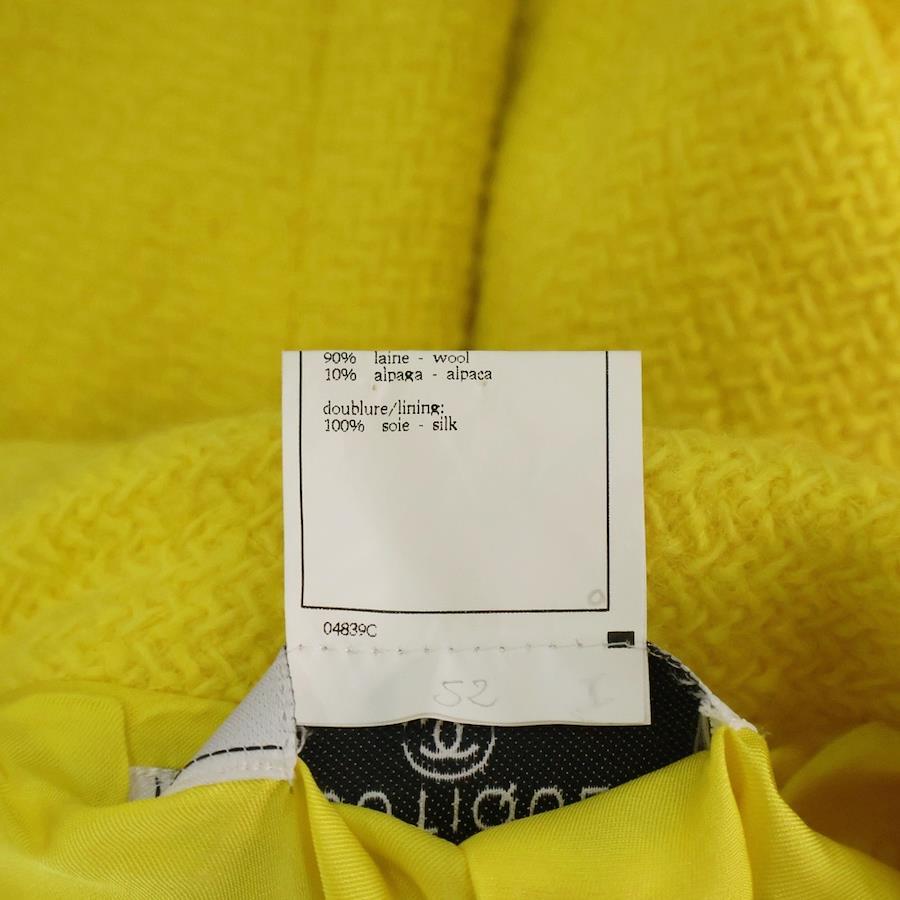 90% laine - wool
10% alpaga - alpaca
doublure/lining:
100% soie - silk
04839C
52